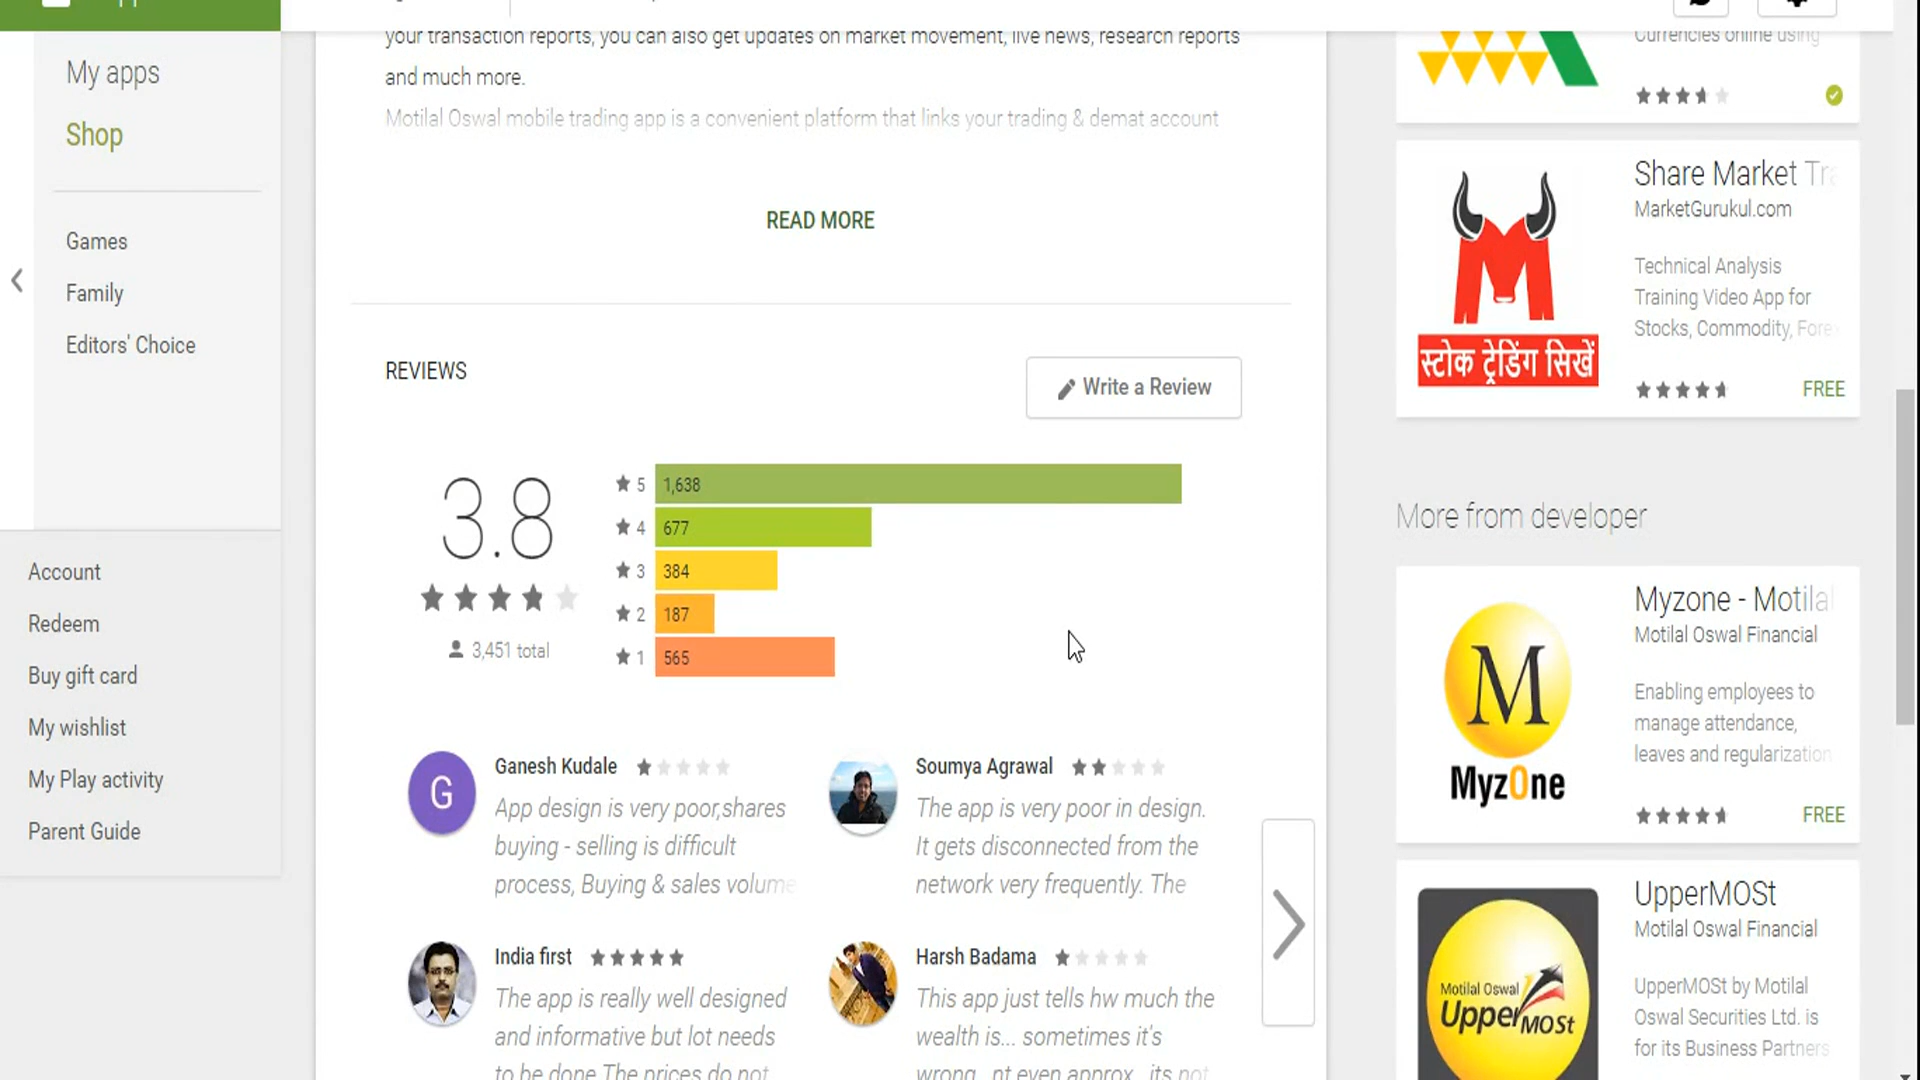 My apps
Shop
Games
Family
Editors' Choice
Account
Redeem
Buy gift card
My wishlist
My Play activity
Parent Guide
your transaction reports, you can also get updates on market movement, live news, research reports
and much more.
Motilal Oswal mobile trading app is a convenient platform that links your trading & demat account
READ MORE
REVIEWS
Write a Review
3.8
3,451 total
5 1,638
4 677
3 384
2 187
1 565
Ganesh Kudale
App design is very poor,shares
buying - selling is difficult
process, Buying & sales volume
Soumya Agrawal
The app is very poor in design.
It gets disconnected from the
network very frequently. The
India first
The app is really well designed
and informative but lot needs
to be done.The prices do not
Harsh Badama
This app just tells hw much the
wealth is... sometimes it's
wrong...nt even approx...its not
Currencies online using
Share Market Tra
MarketGurukul.com
Technical Analysis
Training Video App for
Stocks, Commodity, Fore
स्टोक ट्रेडिंग सिखें
FREE
More from developer
Myzone - Motilal
Motilal Oswal Financial
Enabling employees to
manage attendance,
leaves and regularization
M
MyzOne
FREE
UpperMOSt
Motilal Oswal Financial
UpperMOSt by Motilal
Oswal Securities Ltd. is
for its Business Partners
Motilal Oswal
UpperMOSt
G